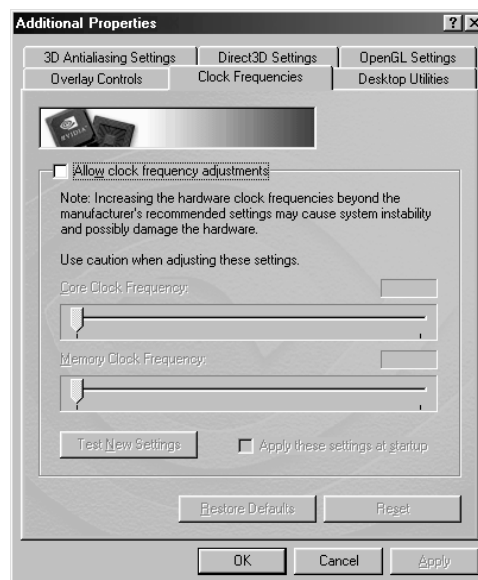 Additional Properties
3D Antialiasing Settings
Direct3D Settings
OpenGL Settings
Overlay Controls
Clock Frequencies
Desktop Utilities
NVIDIA
Allow clock frequency adjustments
Note: Increasing the hardware clock frequencies beyond the
manufacturer's recommended settings may cause system instability
and possibly damage the hardware.
Use caution when adjusting these settings.
Core Clock Frequency:
Memory Clock Frequency:
Test New Settings
Apply these settings at startup
Restore Defaults
Reset
OK
Cancel
Apply